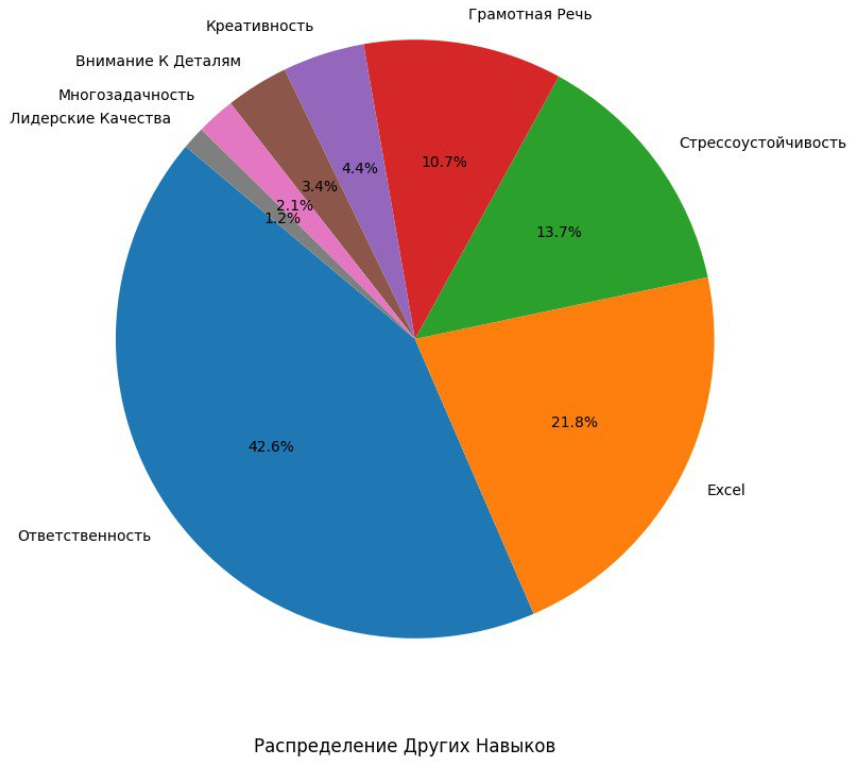 Грамотная Речь
Креативность
Внимание К Деталям
Многозадачность
Лидерские Качества
Стрессоустойчивость
10.7%
4.4%
3.4%
2.1%
1.2%
13.7%
21.8%
42.6%
Excel
Ответственность
Распределение Других Навыков